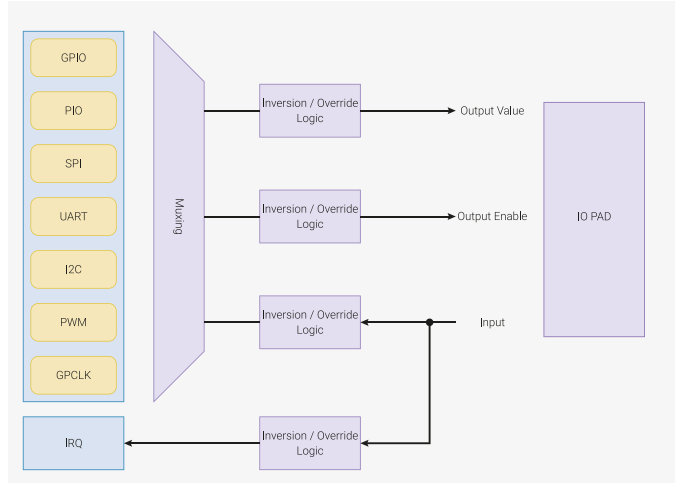 GPIO
PIO
SPI
UART
I2C
PWM
GPCLK
IRQ
Muxing
Inversion / Override
Logic
Output Value
Inversion / Override
Logic
Output Enable
Inversion / Override
Logic
Input
Inversion / Override
Logic
IO PAD